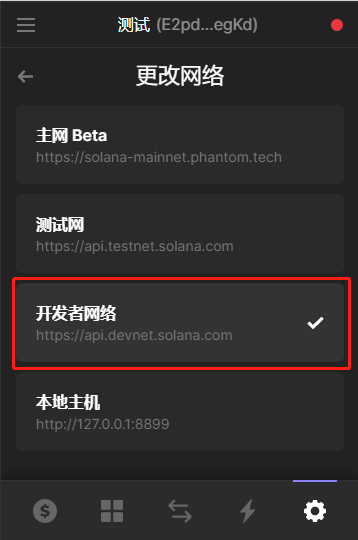 测试 (E2pd...egKd)
更改网络
主网 Beta
https://solana-mainnet.phantom.tech
测试网
https://api.testnet.solana.com
开发者网络
https://api.devnet.solana.com
本地主机
http://127.0.0.1:8899